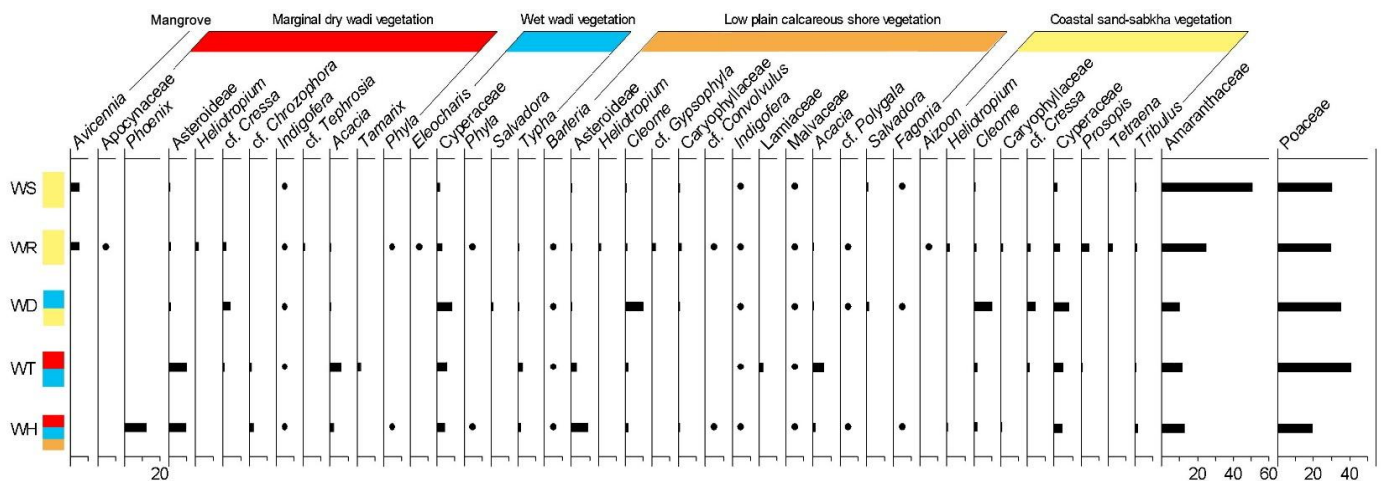 Mangrove
Marginal dry wadi vegetation
Wet wadi vegetation
Low plain calcareous shore vegetation
Coastal sand-sabkha vegetation
Avicennia
Apocynaceae
Phoenix
Asteroideae
Heliotropium
cf. Cressa
cf. Chrozophora
Indigofera
cf. Tephrosia
Acacia
Tamarix
Phyla
Eleocharis
Cyperaceae
Phyla
Salvadora
Typha
Barleria
Asteroideae
Heliotropium
Cleome
cf. Gypsophyla
Caryophyllaceae
cf. Convolvulus
Indigofera
Lamiaceae
Malvaceae
Acacia
cf. Polygala
Salvadora
Fagonia
Aizoon
Heliotropium
Cleome
Caryophyllaceae
cf. Cressa
Cyperaceae
Prosopis
Tetraena
Tribulus
Amaranthaceae
Poaceae
WS
WR
WD
WT
WH
20
20 40 60
20 40